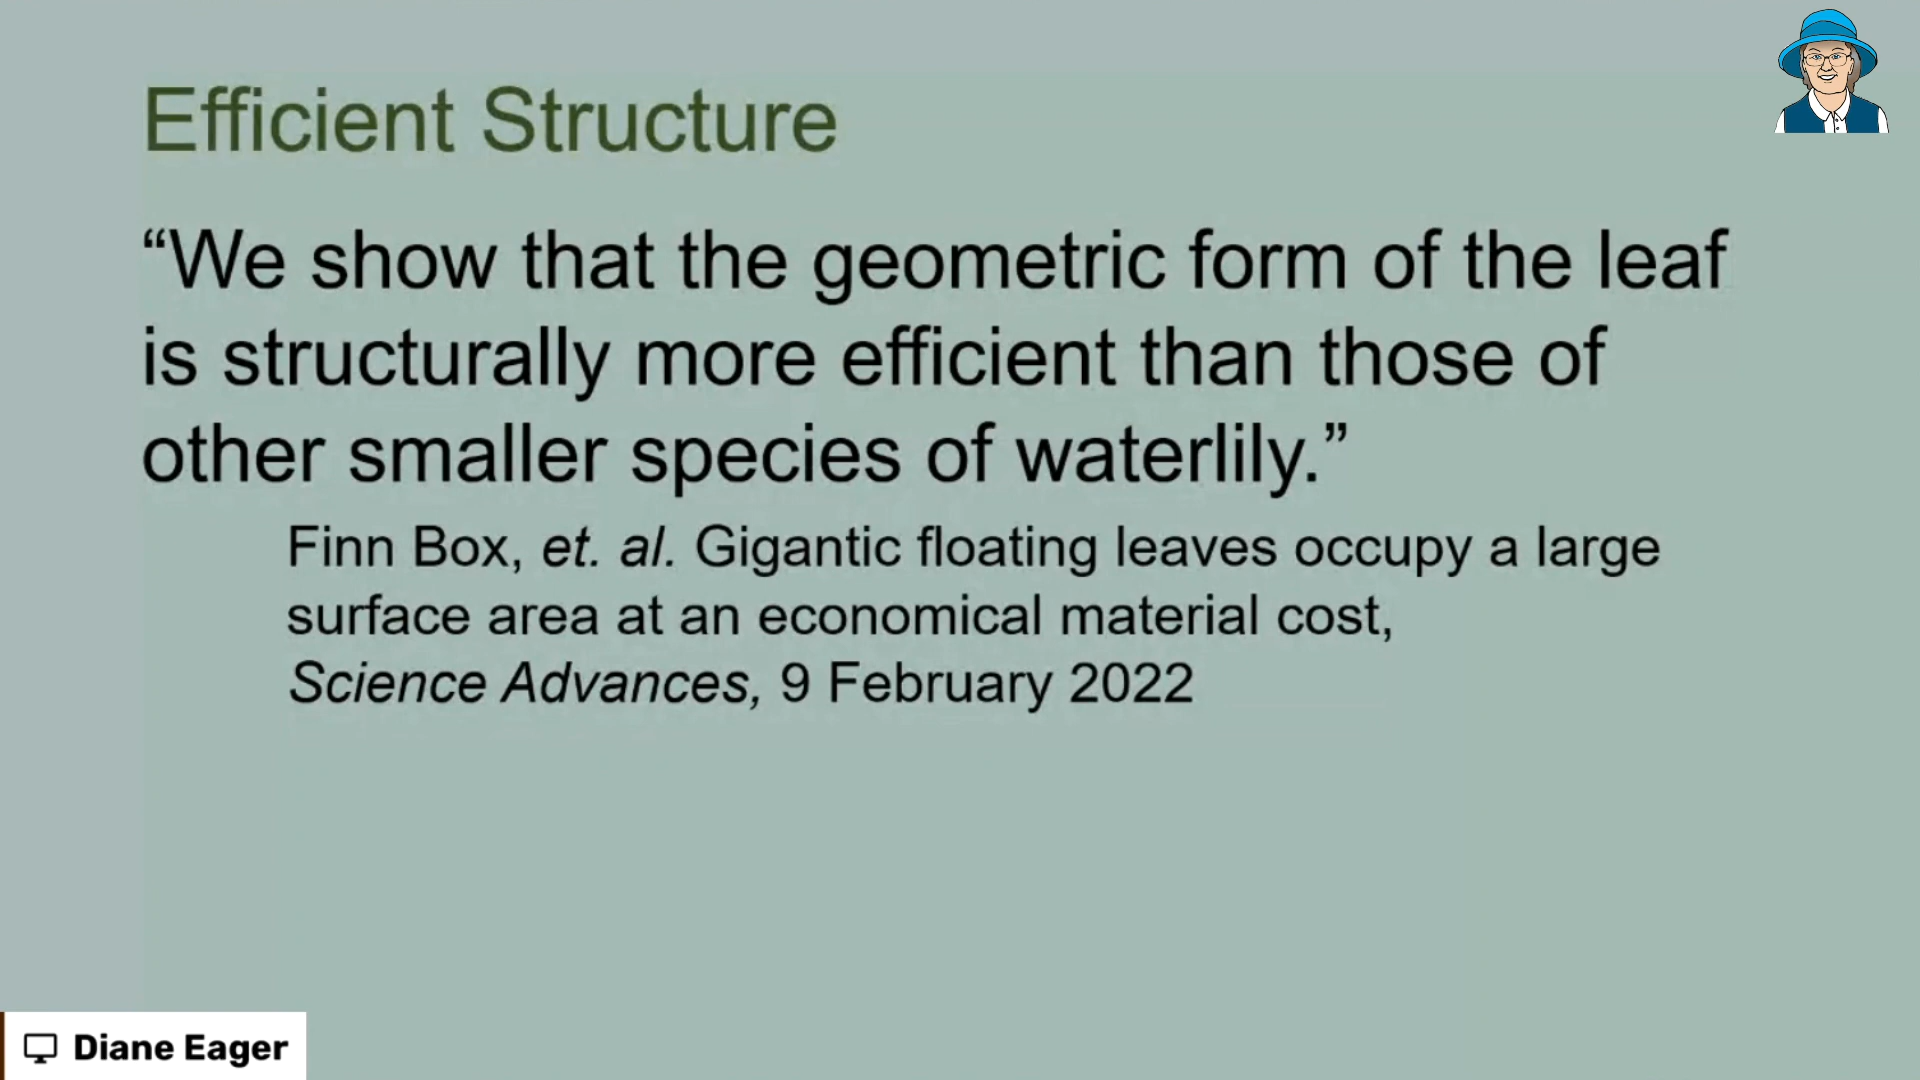 Efficient Structure
“We show that the geometric form of the leaf
is structurally more efficient than those of
other smaller species of waterlily.”
Finn Box, et. al. Gigantic floating leaves occupy a large
surface area at an economical material cost,
Science Advances, 9 February 2022
Diane Eager